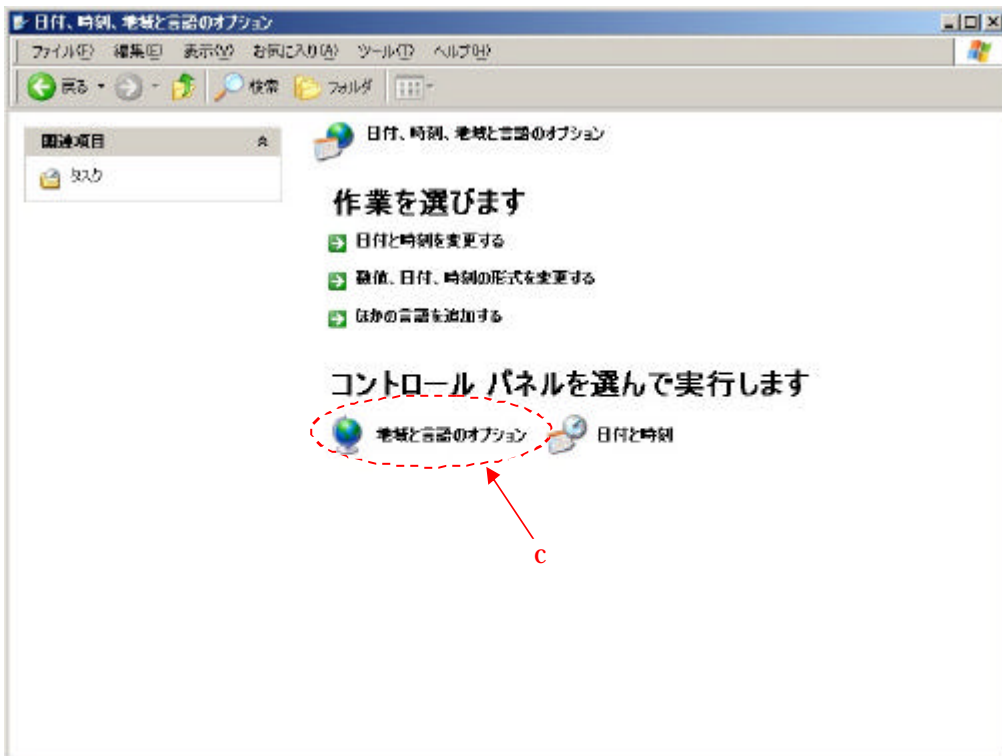 日付、時刻、地域と言語のオプション
ファイル(F) 編集(E) 表示(V) お気に入り(A) ツール(T) ヘルプ(H)
戻る 検索 フォルダ
関連項目
タスク
日付、時刻、地域と言語のオプション
作業を選びます
日付と時刻を変更する
数値、日付、時刻の形式を変更する
ほかの言語を追加する
コントロール パネルを選んで実行します
地域と言語のオプション 日付と時刻
c